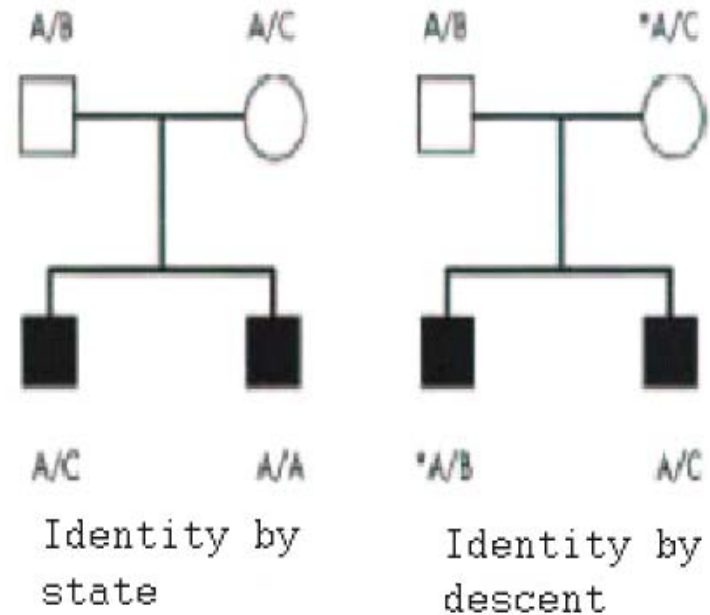 A/B A/C A/B *A/C
A/C A/A *A/B A/C
Identity by
state
Identity by
descent